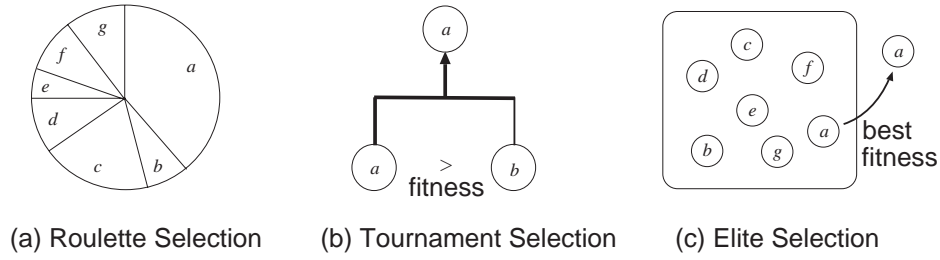 g
f
a
e
d
c
b
(a) Roulette Selection
a
a
>
fitness
b
(b) Tournament Selection
c
f
d
e
a
b
g
a
best
fitness
(c) Elite Selection